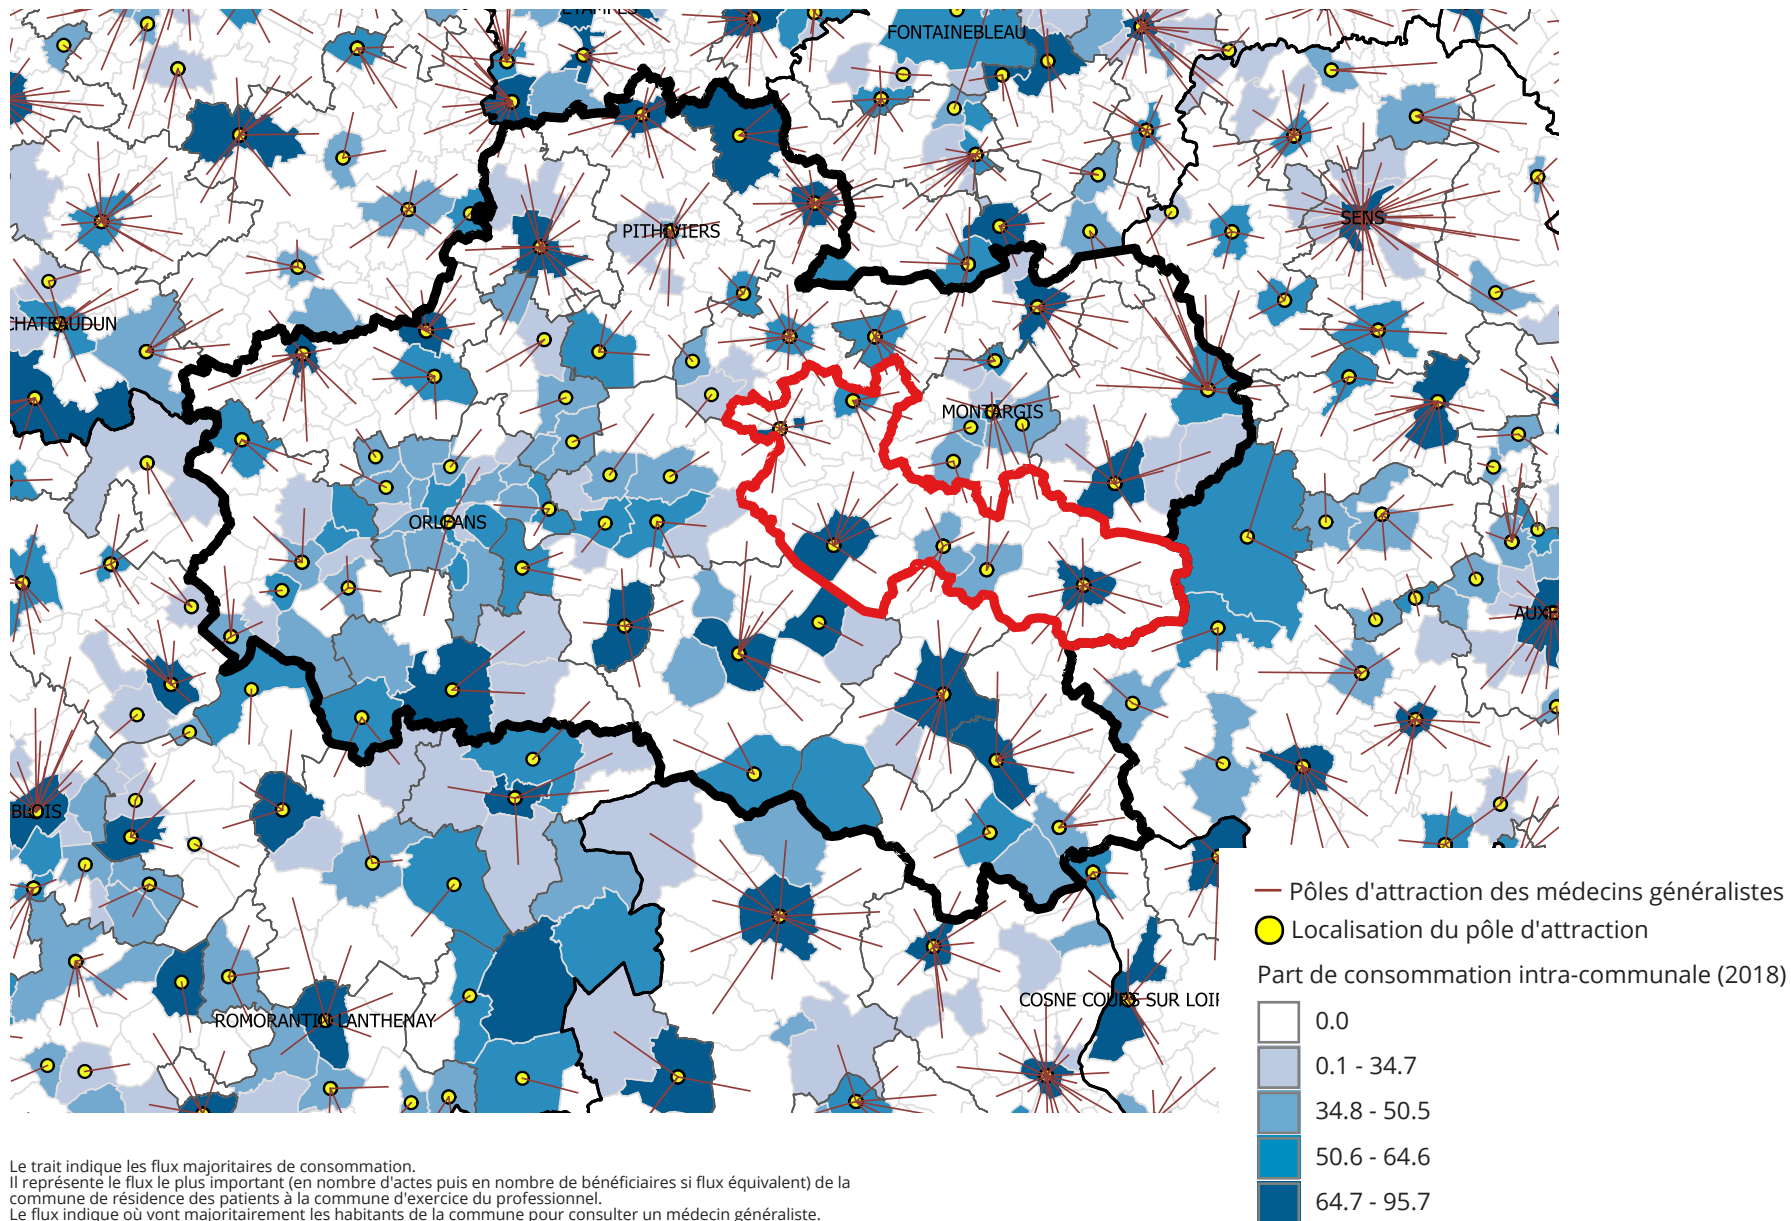 FONTAINEBLEAU
PITHIVIERS
SENS
CHATEAUDUN
MONTARGIS
ORLEANS
BLOIS
ROMORANTIN LANTHENAY
COSNE COURS SUR LOIR
Pôles d'attraction des médecins généralistes
Localisation du pôle d'attraction
Part de consommation intra-communale (2018)
0.0
0.1 - 34.7
34.8 - 50.5
50.6 - 64.6
64.7 - 95.7
Le trait indique les flux majoritaires de consommation.
Il représente le flux le plus important (en nombre d'actes puis en nombre de bénéficiaires si flux équivalent) de la
commune de résidence des patients à la commune d'exercice du professionnel.
Le flux indique où vont majoritairement les habitants de la commune pour consulter un médecin généraliste.